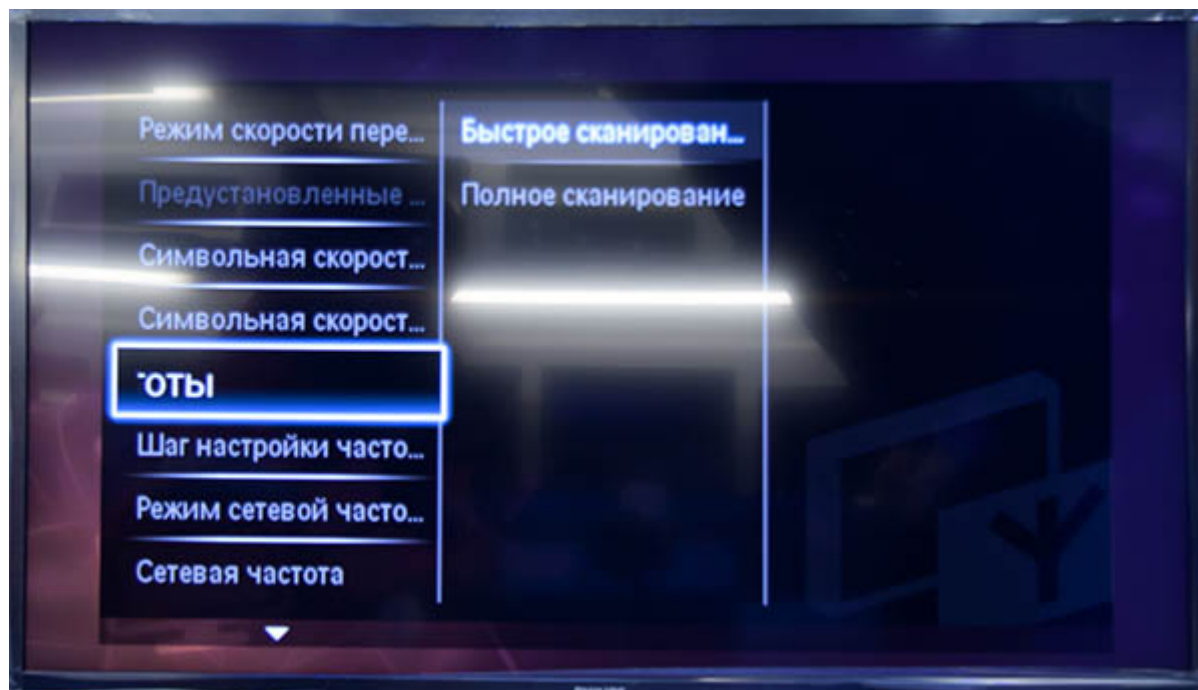 Режим скорости пере...
Быстрое сканирован...
Предустановленные ...
Полное сканирование
Символьная скорост...
Символьная скорост...
оты
Шаг настройки часто...
Режим сетевой часто...
Сетевая частота